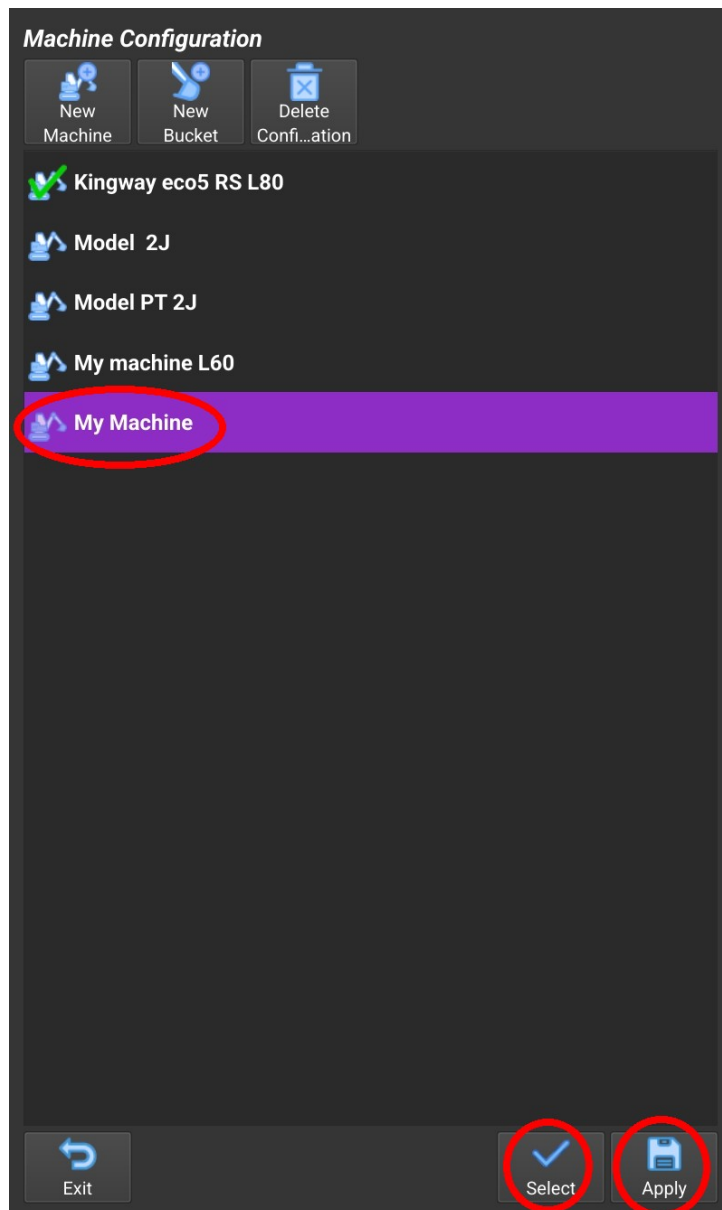 Machine Configuration
New
Machine
New
Bucket
Delete
Confi...ation
Kingway eco5 RS L80
Model 2J
Model PT 2J
My machine L60
My Machine
Exit
Select
Apply